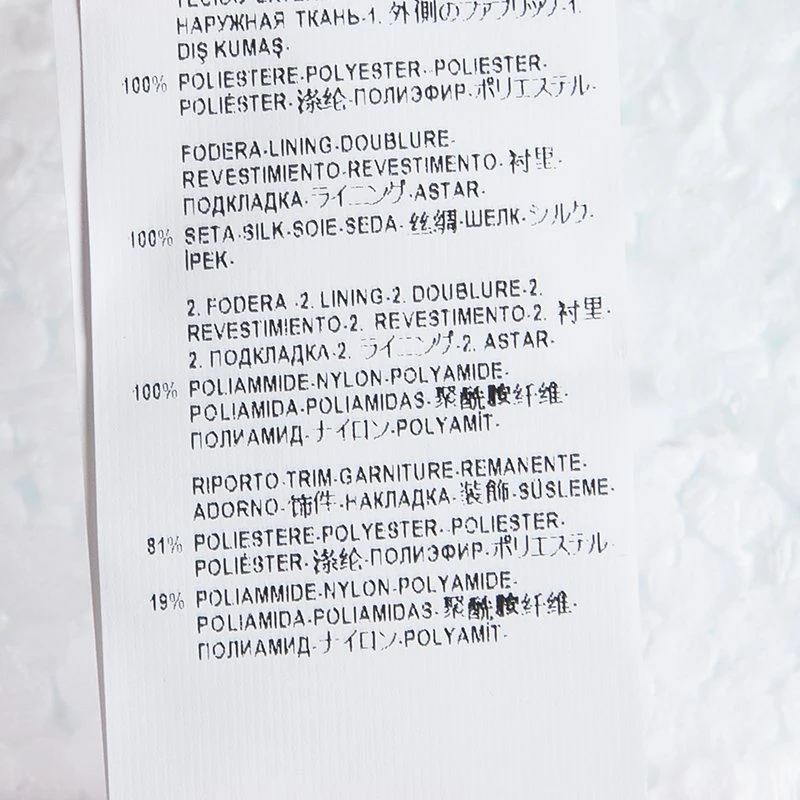 НАРУЖНАЯ ТКАНЬ·1. 外側のファブリック·1.
DIŞ KUMAŞ·
100% POLIESTERE·POLYESTER··POLIESTER·
POLIÉSTER·涤纶·ПОЛИЭФИР·ポリエステル·
FODERA·LINING·DOUBLURE·
REVESTIMIENTO·REVESTIMENTO·衬里·
ПОДКЛАДКА·ライニング·ASTAR·
100% SETA·SILK·SOIE·SEDA·丝绸·ШЕЛК·シルク·
İPEK·
2. FODERA·2. LINING·2. DOUBLURE·2.
REVESTIMIENTO·2. REVESTIMENTO·2. 衬里·
2. ПОДКЛАДКА·2. ライニング·2. ASTAR·
100% POLIAMMIDE·NYLON·POLYAMIDE·
POLIAMIDA·POLIAMIDAS·聚酰胺纤维·
ПОЛИАМИД·ナイロン·POLYAMİT·
RIPORTO·TRIM·GARNITURE·REMANENTE·
ADORNO·饰件·НАКЛАДКА·装飾·SÜSLEME·
81% POLIESTERE·POLYESTER··POLIESTER·
POLIÉSTER·涤纶·ПОЛИЭФИР·ポリエステル·
19% POLIAMMIDE·NYLON·POLYAMIDE·
POLIAMIDA·POLIAMIDAS·聚酰胺纤维·
ПОЛИАМИД·ナイロン·POLYAMİT·